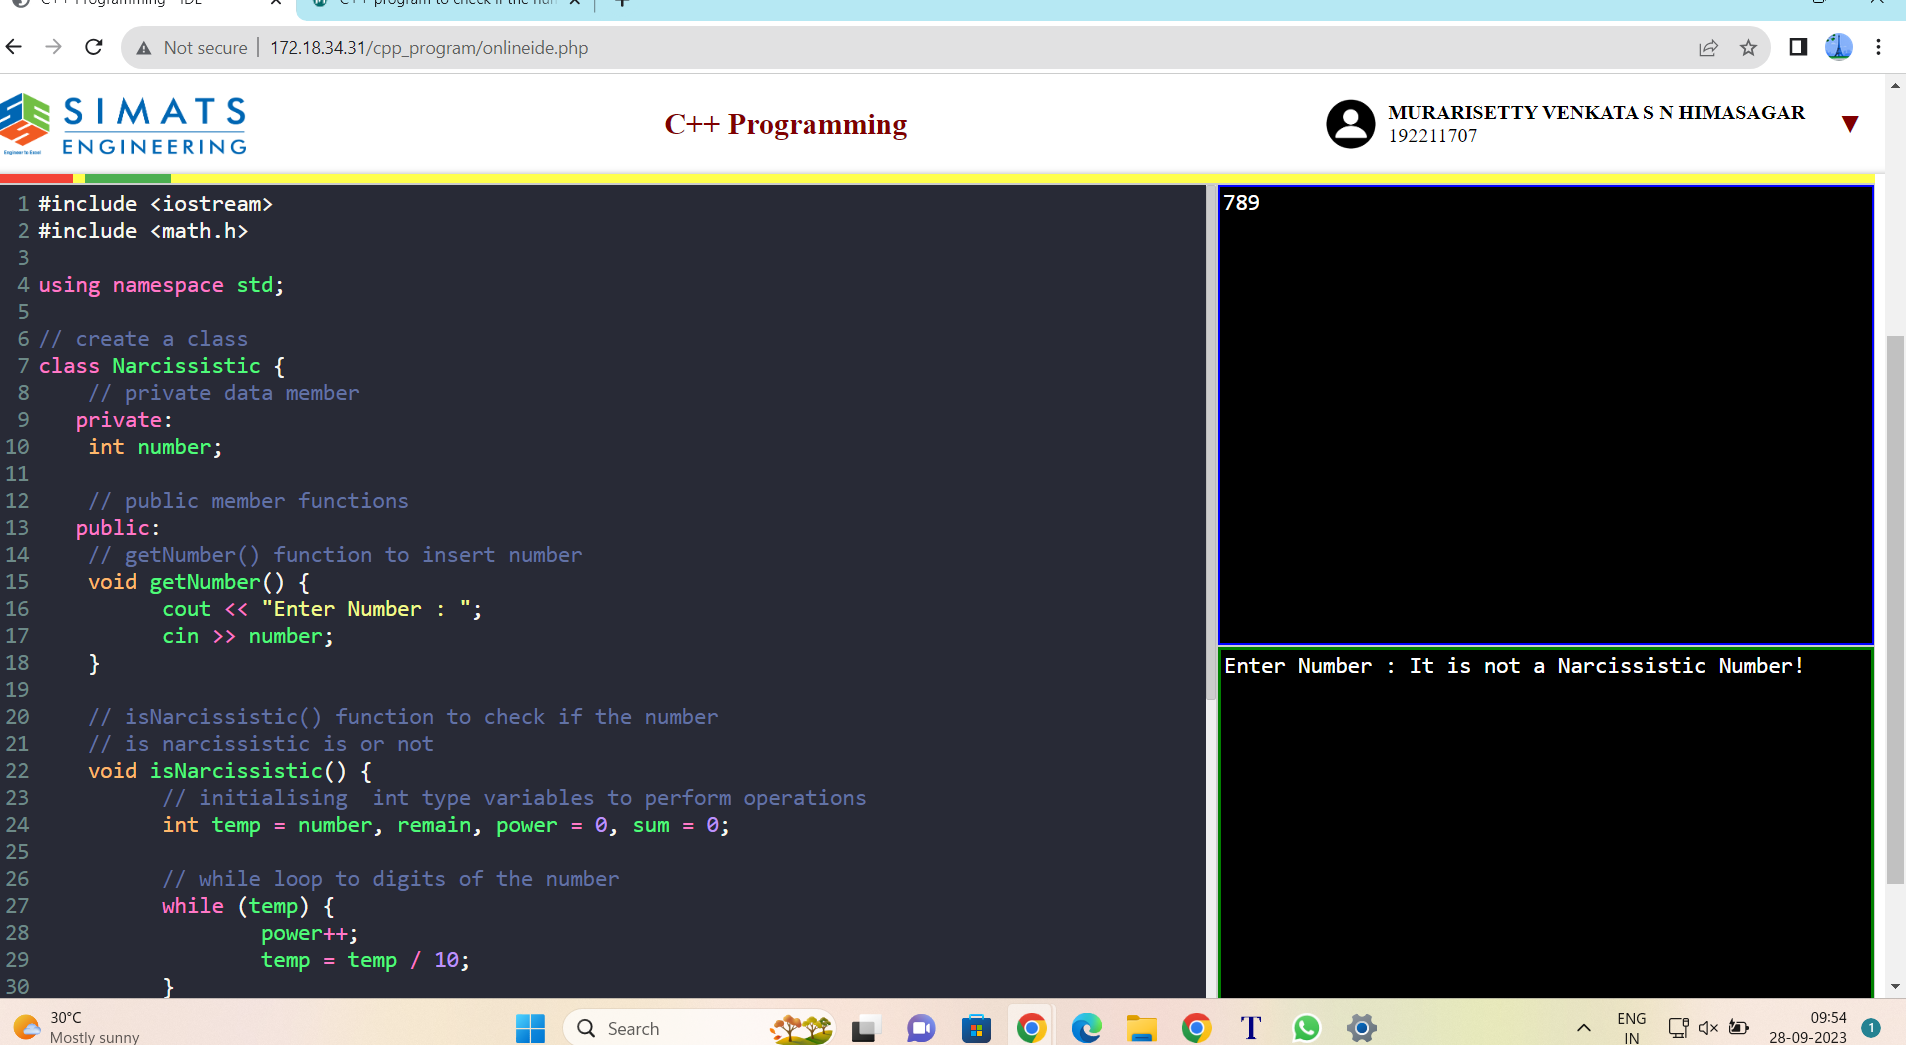 C++ Programming - IDE
C++ program to check if the num
Not secure | 172.18.34.31/cpp_program/onlineide.php
SIMATS
ENGINEERING
Engineer to Excel
C++ Programming
MURARISETTY VENKATA S N HIMASAGAR
192211707
1 #include <iostream>
2 #include <math.h>
3
4 using namespace std;
5
6 // create a class
7 class Narcissistic {
8     // private data member
9    private:
10     int number;
11
12     // public member functions
13    public:
14     // getNumber() function to insert number
15     void getNumber() {
16           cout << "Enter Number : ";
17           cin >> number;
18     }
19
20     // isNarcissistic() function to check if the number
21     // is narcissistic is or not
22     void isNarcissistic() {
23           // initialising  int type variables to perform operations
24           int temp = number, remain, power = 0, sum = 0;
25
26           // while loop to digits of the number
27           while (temp) {
28                   power++;
29                   temp = temp / 10;
30           }
789
Enter Number : It is not a Narcissistic Number!
30°C
Mostly sunny
Search
T
ENG
IN
09:54
28-09-2023
1